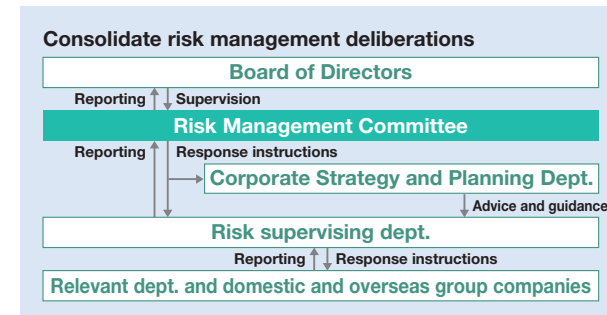 Consolidate risk management deliberations
Board of Directors
Reporting Supervision
Risk Management Committee
Reporting Response instructions
Corporate Strategy and Planning Dept.
Advice and guidance
Risk supervising dept.
Reporting Response instructions
Relevant dept. and domestic and overseas group companies